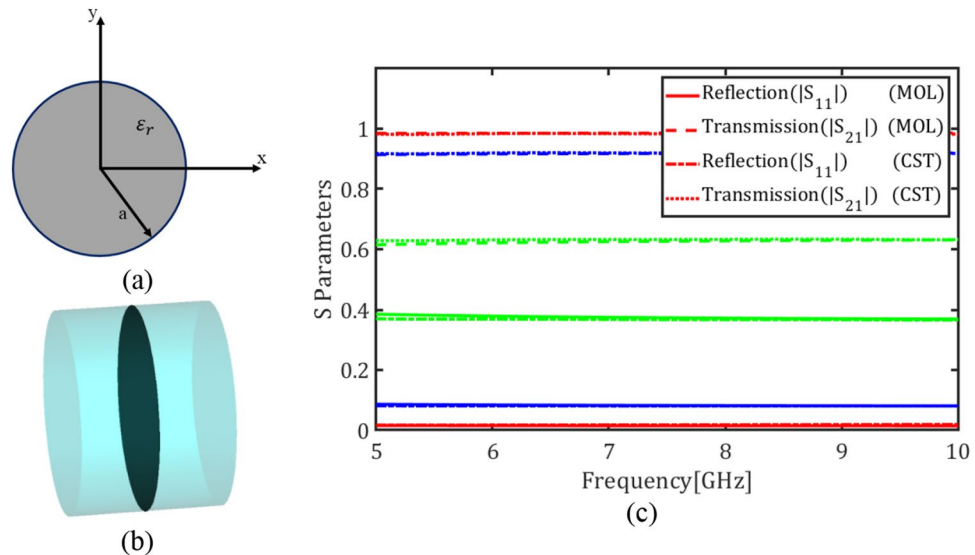 y
εr
x
a
(a)
(b)
S Parameters
1
0.8
0.6
0.4
0.2
0
5
6
7
8
9
10
Frequency[GHz]
Reflection(|S11|) (MOL)
Transmission(|S21|) (MOL)
Reflection(|S11|) (CST)
Transmission(|S21|) (CST)
(c)